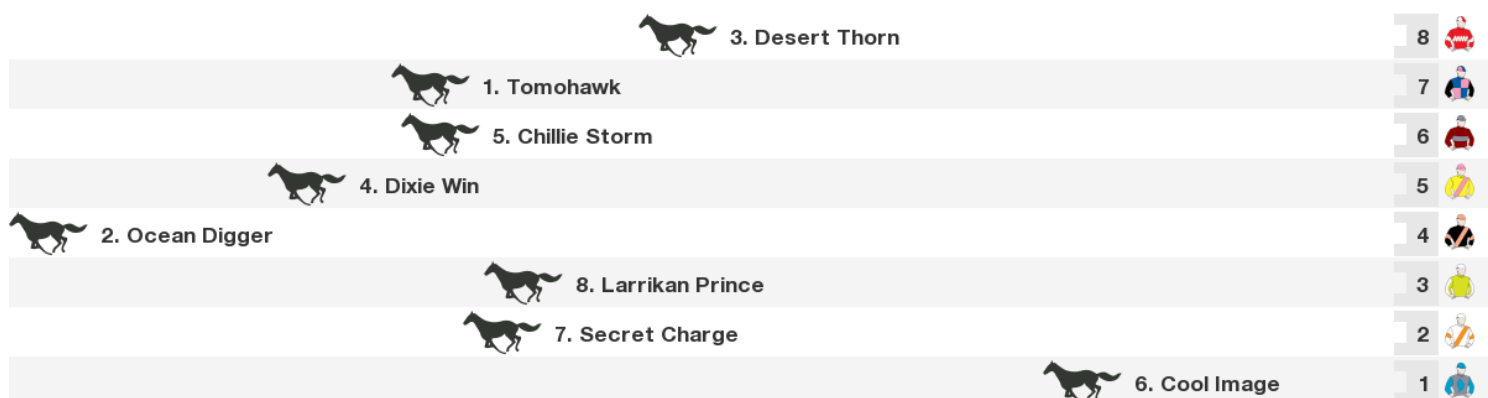 3. Desert Thorn 8
1. Tomohawk 7
5. Chillie Storm 6
4. Dixie Win 5
2. Ocean Digger 4
8. Larrikan Prince 3
7. Secret Charge 2
6. Cool Image 1